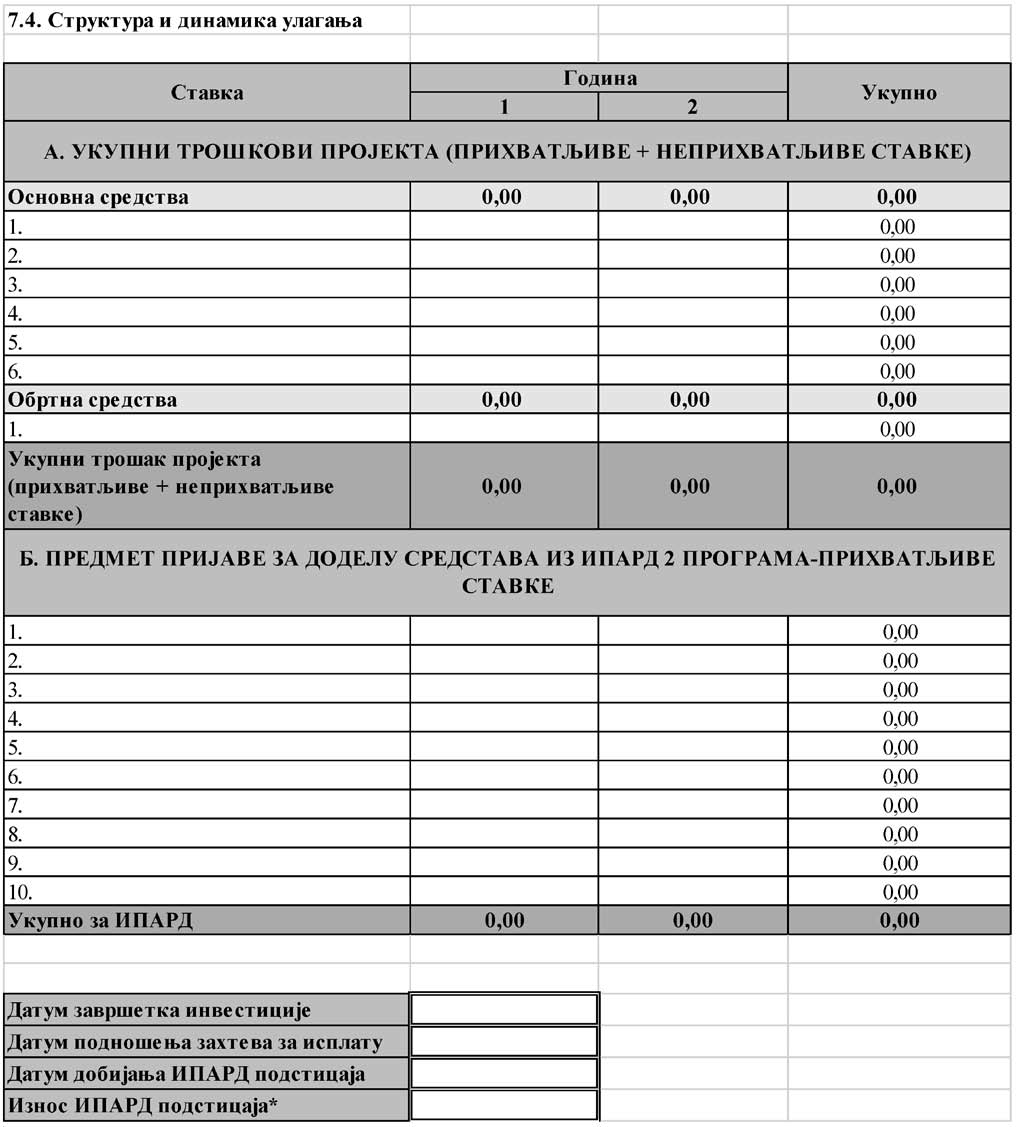 7.4. Структура и динамика улагања
Ставка Година Укупно
1 2
А. УКУПНИ ТРОШКОВИ ПРОЈЕКТА (ПРИХВАТЉИВЕ + НЕПРИХВАТЉИВЕ СТАВКЕ)
Основна средства 0,00 0,00 0,00
1. 0,00
2. 0,00
3. 0,00
4. 0,00
5. 0,00
6. 0,00
Обртна средства 0,00 0,00 0,00
1. 0,00
Укупни трошак пројекта
(прихватљиве + неприхватљиве 0,00 0,00 0,00
ставке)
Б. ПРЕДМЕТ ПРИЈАВЕ ЗА ДОДЕЛУ СРЕДСТАВА ИЗ ИПАРД 2 ПРОГРАМА-ПРИХВАТЉИВЕ
СТАВКЕ
1. 0,00
2. 0,00
3. 0,00
4. 0,00
5. 0,00
6. 0,00
7. 0,00
8. 0,00
9. 0,00
10. 0,00
Укупно за ИПАРД 0,00 0,00 0,00
Датум завршетка инвестиције
Датум подношења захтева за исплату
Датум добијања ИПАРД подстицаја
Износ ИПАРД подстицаја*